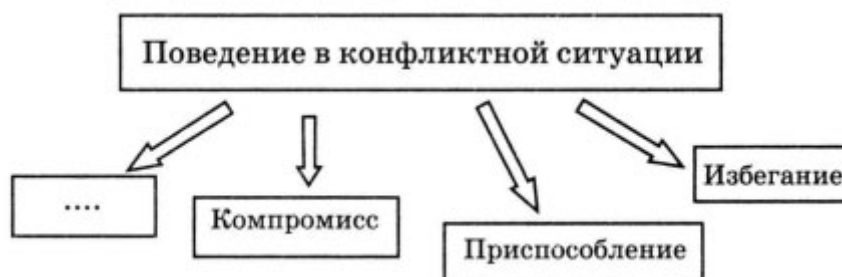 Поведение в конфликтной ситуации
....
Компромисс
Приспособление
Избегание